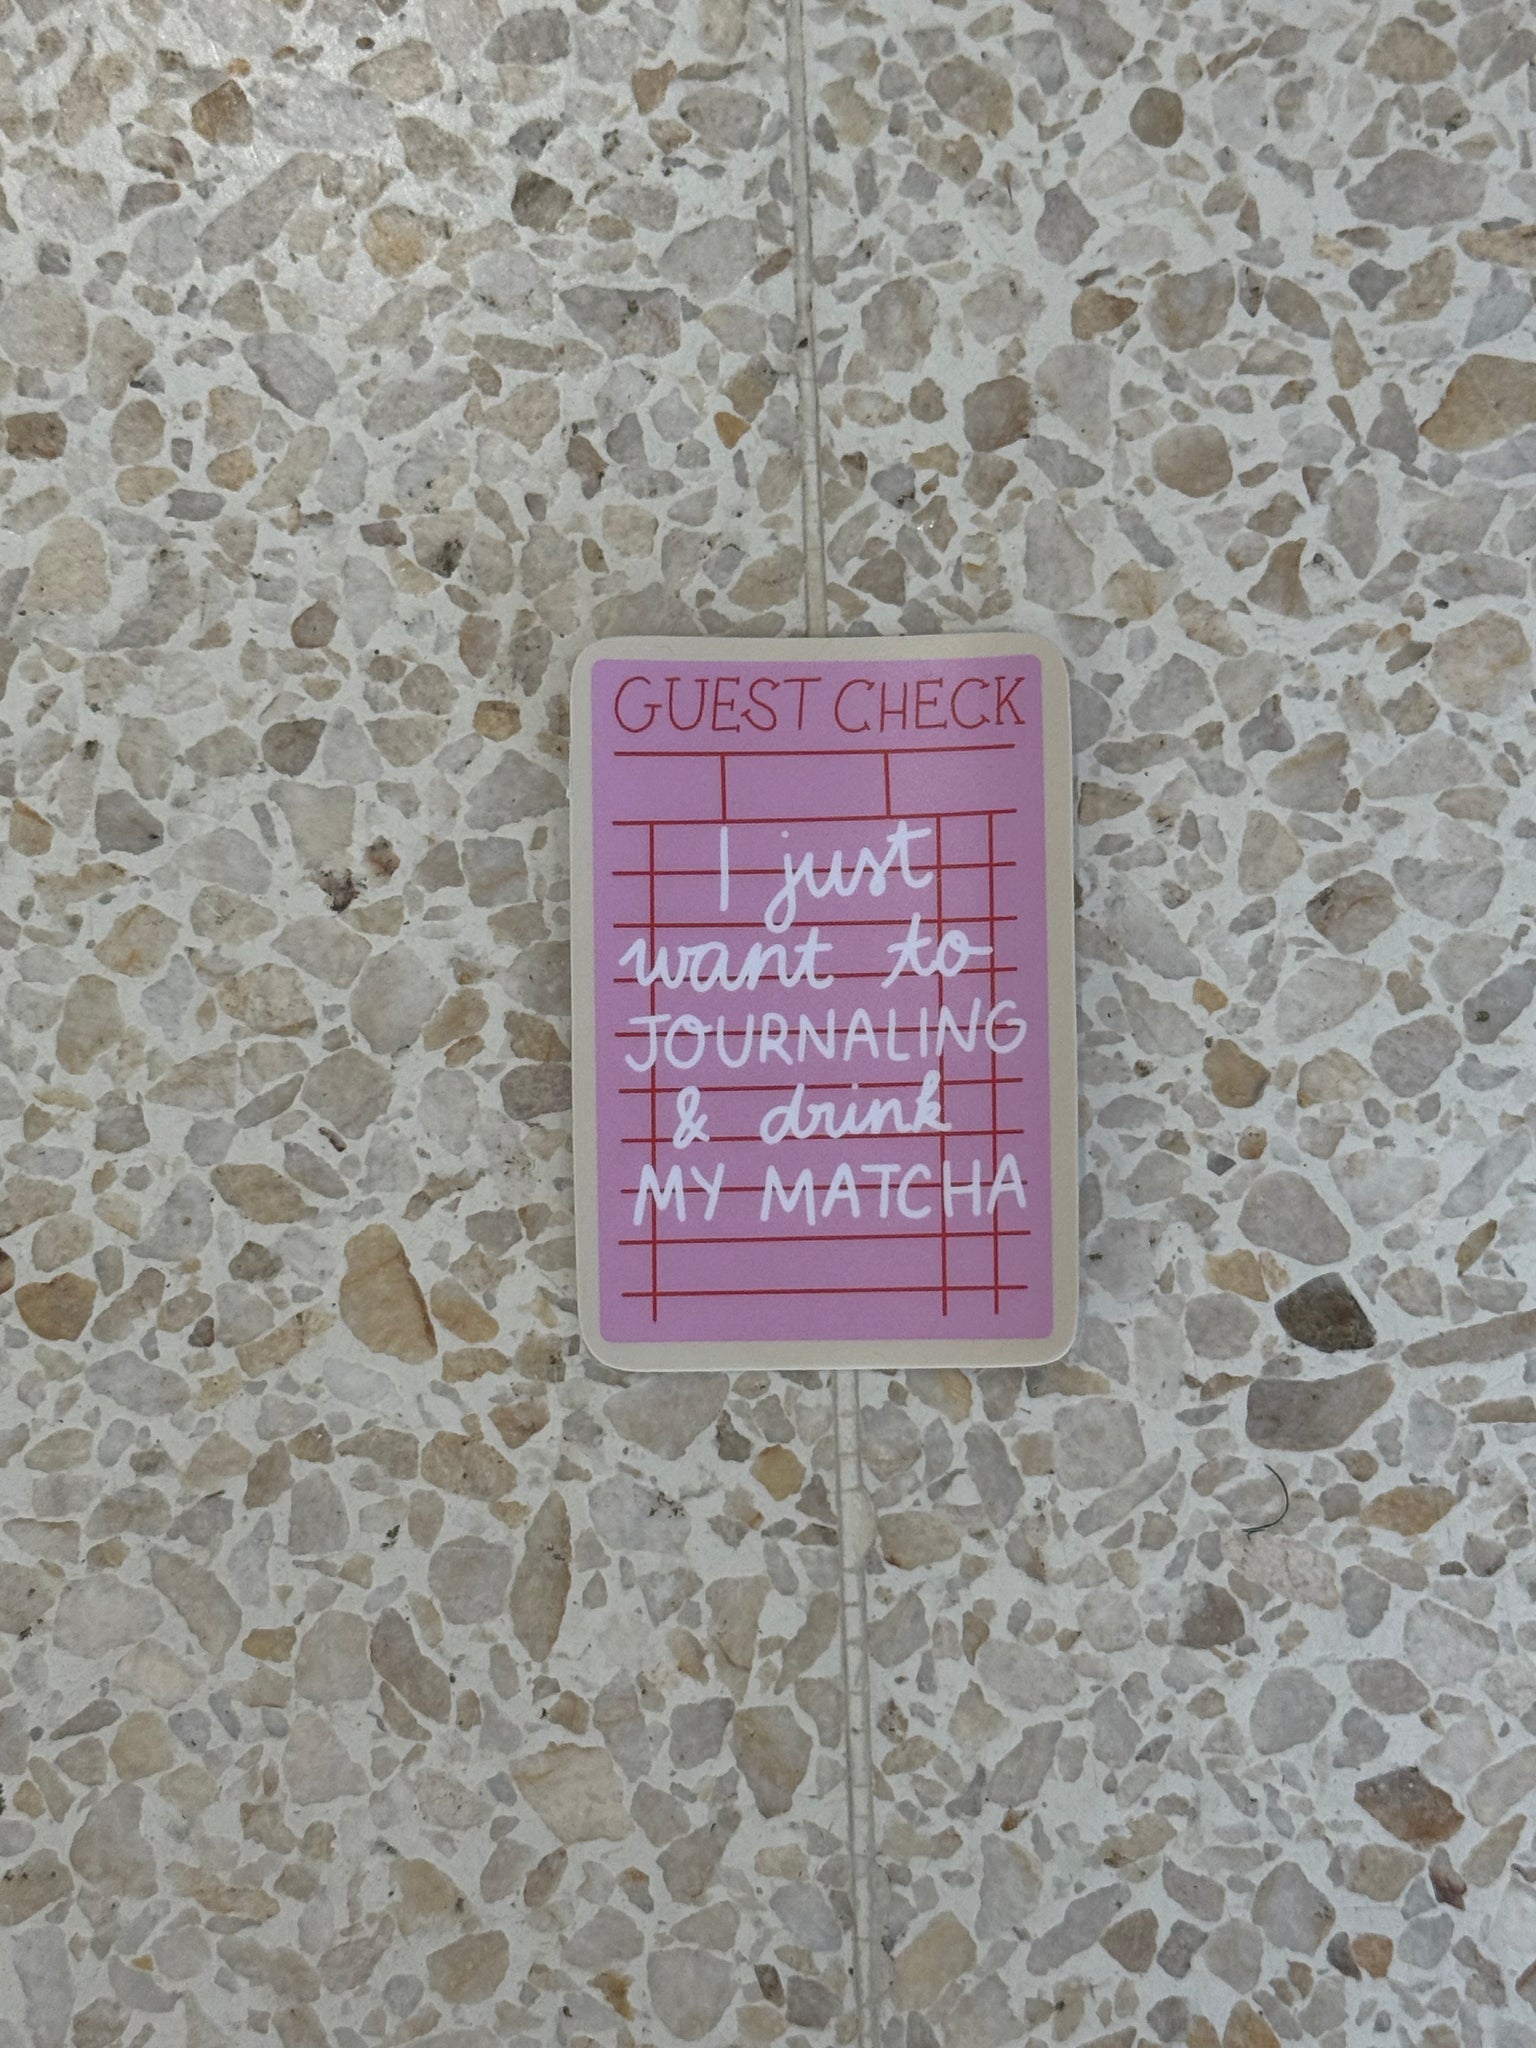 GUEST CHECK
I just
want to
JOURNALING
& drink
MY MATCHA